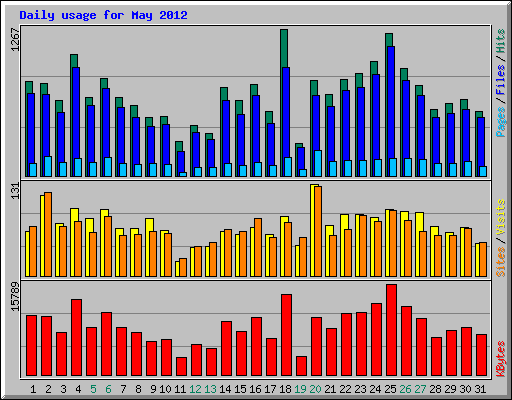 Daily usage for May 2012
1267
Pages / Files / Hits
131
Sites / Visits
15789
KBytes
1 2 3 4 5 6 7 8 9 10 11 12 13 14 15 16 17 18 19 20 21 22 23 24 25 26 27 28 29 30 31